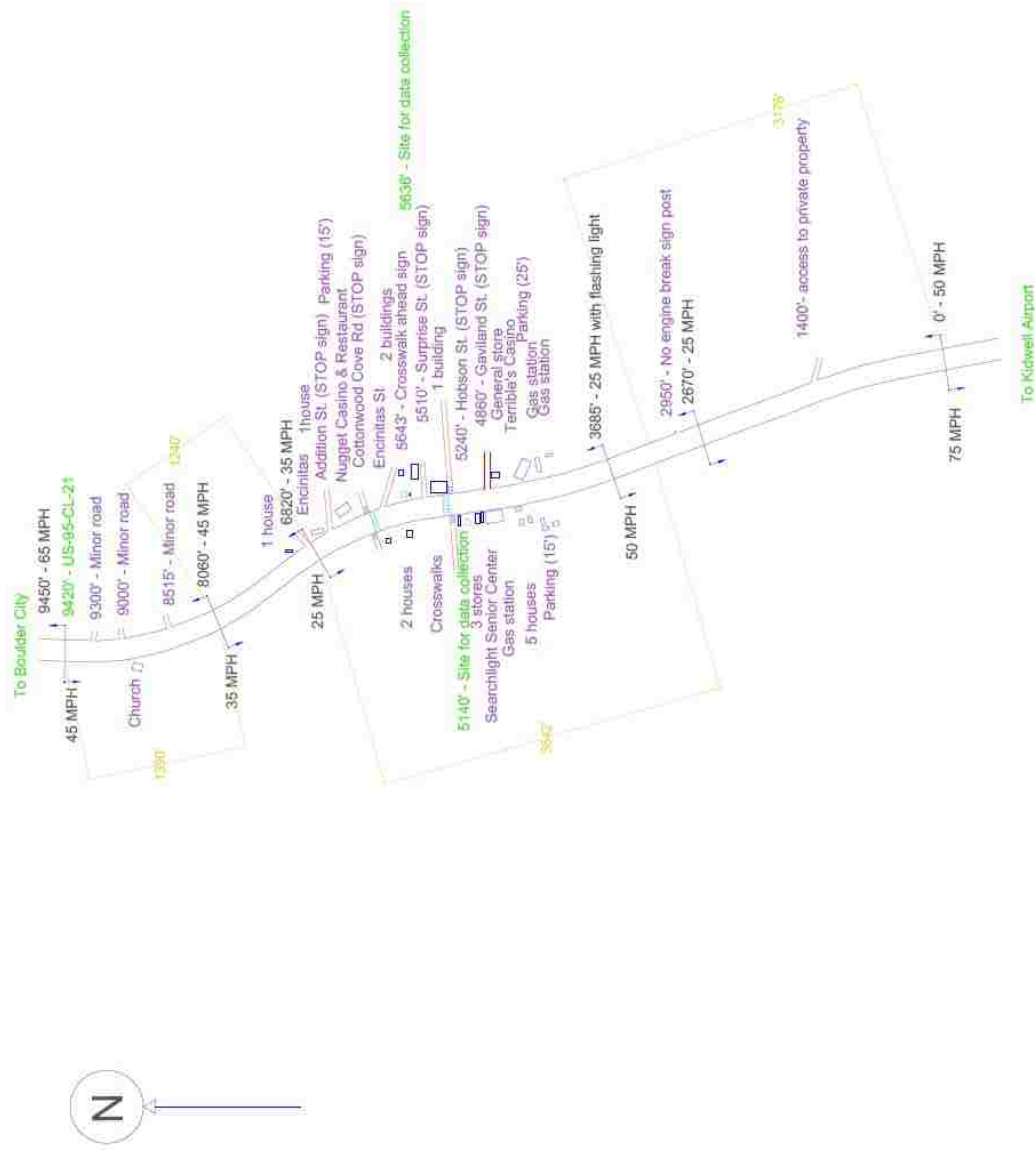 To Boulder City
9450' - 65 MPH
9420' - US-95-CL-21
45 MPH
9300' - Minor road
9000' - Minor road
Church
8515' - Minor road
1240'
8060' - 45 MPH
35 MPH
1390'
1 house
6820' - 35 MPH
Encinitas 1house
Addition St. (STOP sign) Parking (15')
25 MPH
Nugget Casino & Restaurant
Cottonwood Cove Rd (STOP sign)
Encinitas St
2 buildings
5643' - Crosswalk ahead sign
5636' - Site for data collection
2 houses
5510' - Surprise St. (STOP sign)
1 building
Crosswalks
5240' - Hobson St. (STOP sign)
5140' - Site for data collection
4860' - Gaviland St. (STOP sign)
3 stores
General store
Searchlight Senior Center
Terrible's Casino
Gas station
Parking (25')
Gas station
Gas station
5 houses
Parking (15')
3642'
3685' - 25 MPH with flashing light
50 MPH
2950' - No engine break sign post
2670' - 25 MPH
3175'
1400'- access to private property
0' - 50 MPH
75 MPH
To Kidwell Airport
N